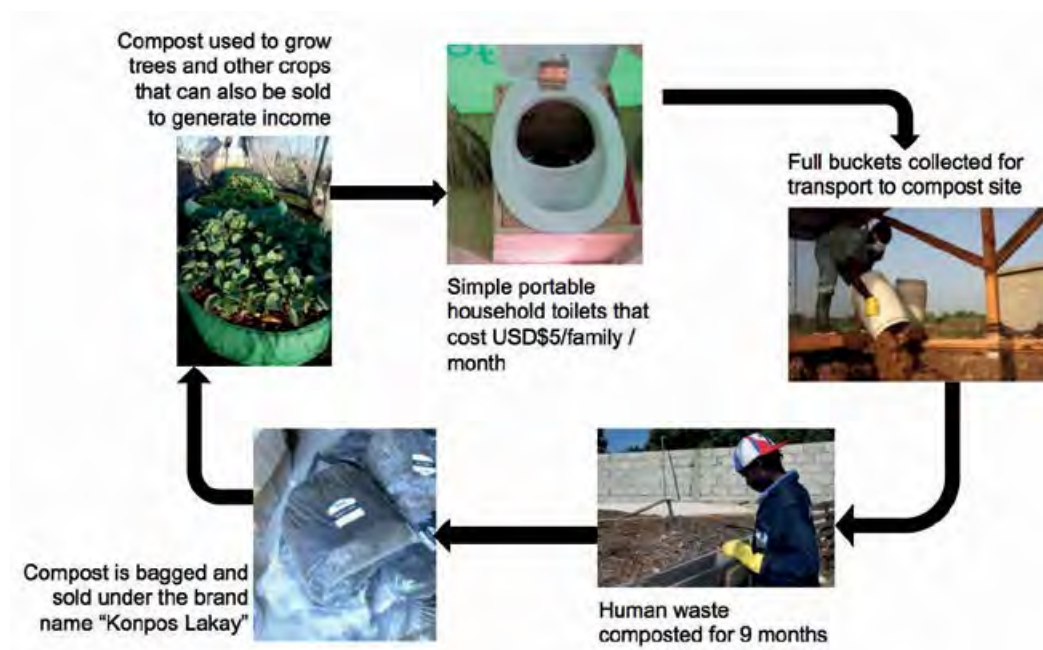 Compost used to grow
trees and other crops
that can also be sold
to generate income
Simple portable
household toilets that
cost USD$5/family /
month
Full buckets collected for
transport to compost site
Human waste
composted for 9 months
Compost is bagged and
sold under the brand
name “Konpos Lakay”